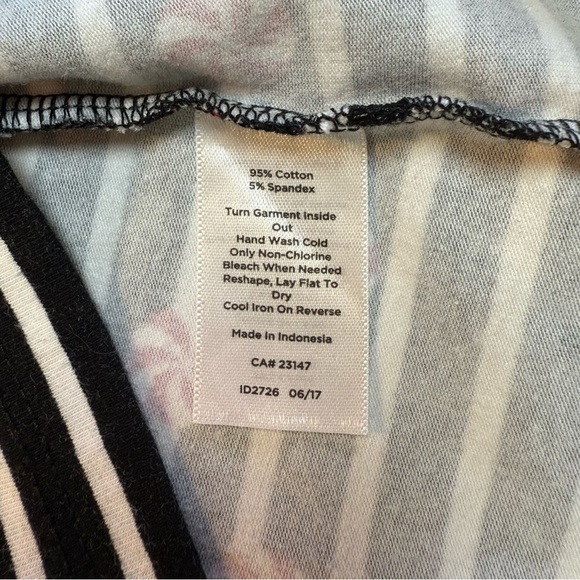 95% Cotton
5% Spandex
Turn Garment Inside
Out
Hand Wash Cold
Only Non-Chlorine
Bleach When Needed
Reshape, Lay Flat To
Dry
Cool Iron On Reverse
Made in Indonesia
CA# 23147
ID2726 06/17